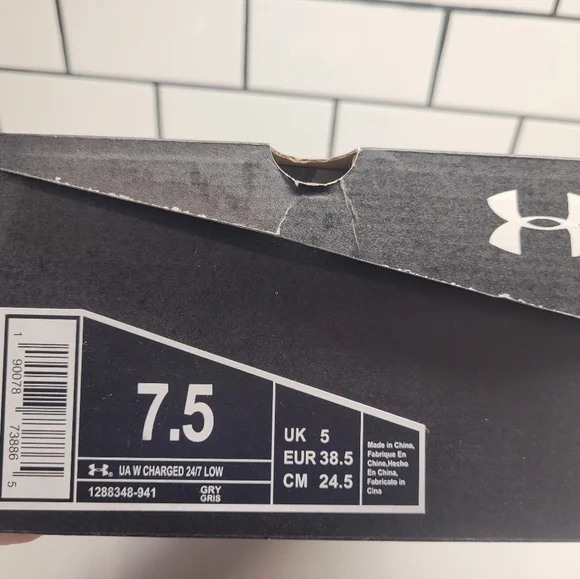 1 90078 73886 5
7.5
UA W CHARGED 24/7 LOW
1288348-941
GRY
GRIS
UK 5
EUR 38.5
CM 24.5
Made in China,
Fabrique En
Chine,Hecho
En China,
Fabricato in
Cina